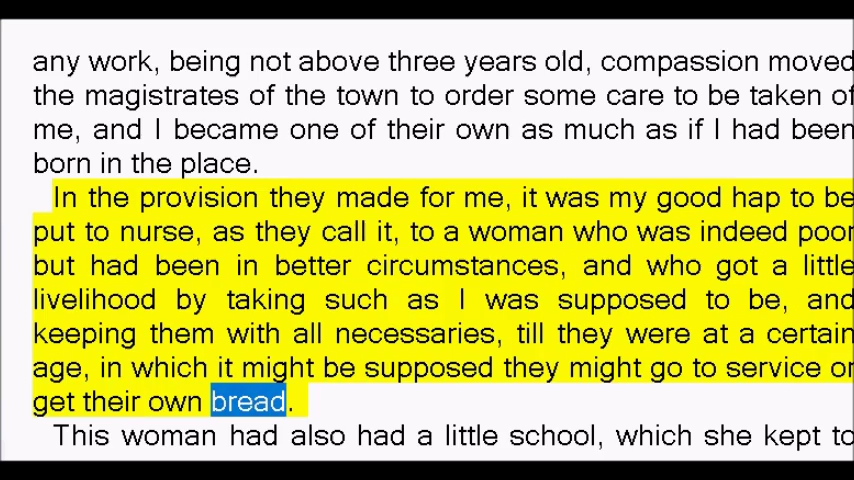 any work, being not above three years old, compassion moved
the magistrates of the town to order some care to be taken of
me, and I became one of their own as much as if I had been
born in the place.
In the provision they made for me, it was my good hap to be
put to nurse, as they call it, to a woman who was indeed poor
but had been in better circumstances, and who got a little
livelihood by taking such as I was supposed to be, and
keeping them with all necessaries, till they were at a certain
age, in which it might be supposed they might go to service or
get their own bread.
This woman had also had a little school, which she kept to